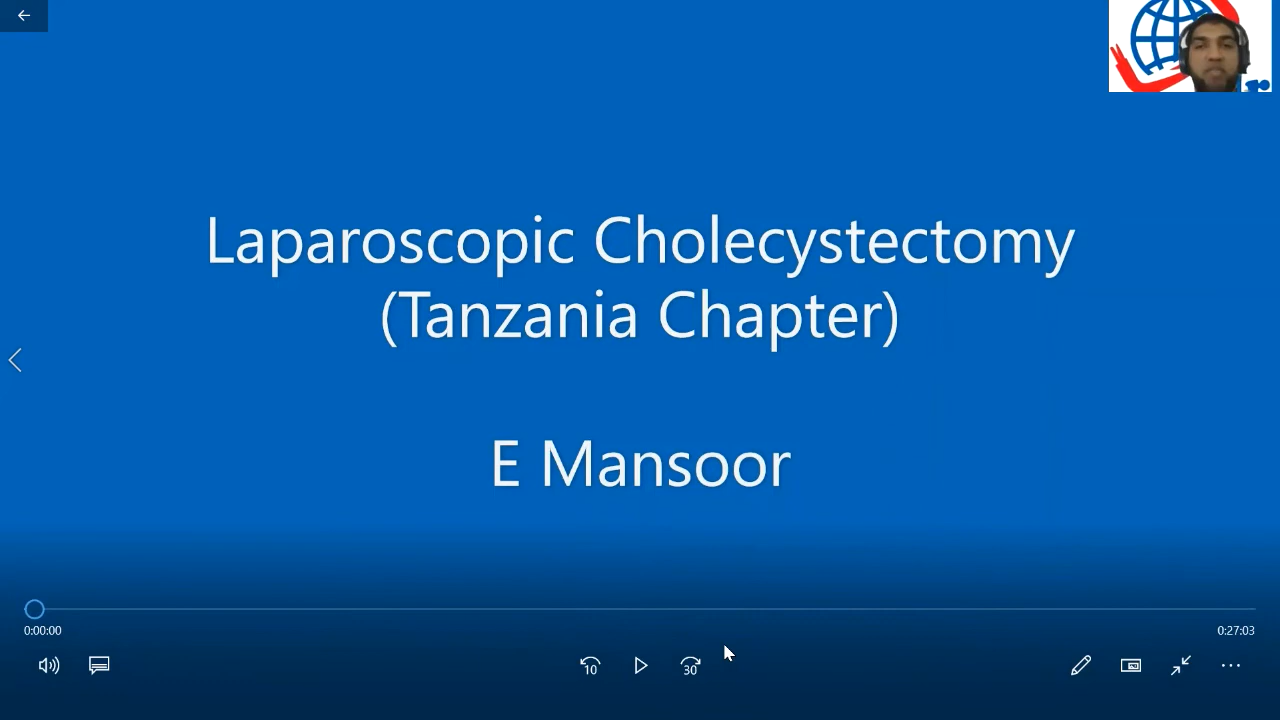 Laparoscopic Cholecystectomy
(Tanzania Chapter)
E Mansoor
0:00:00
0:27:03
10
30